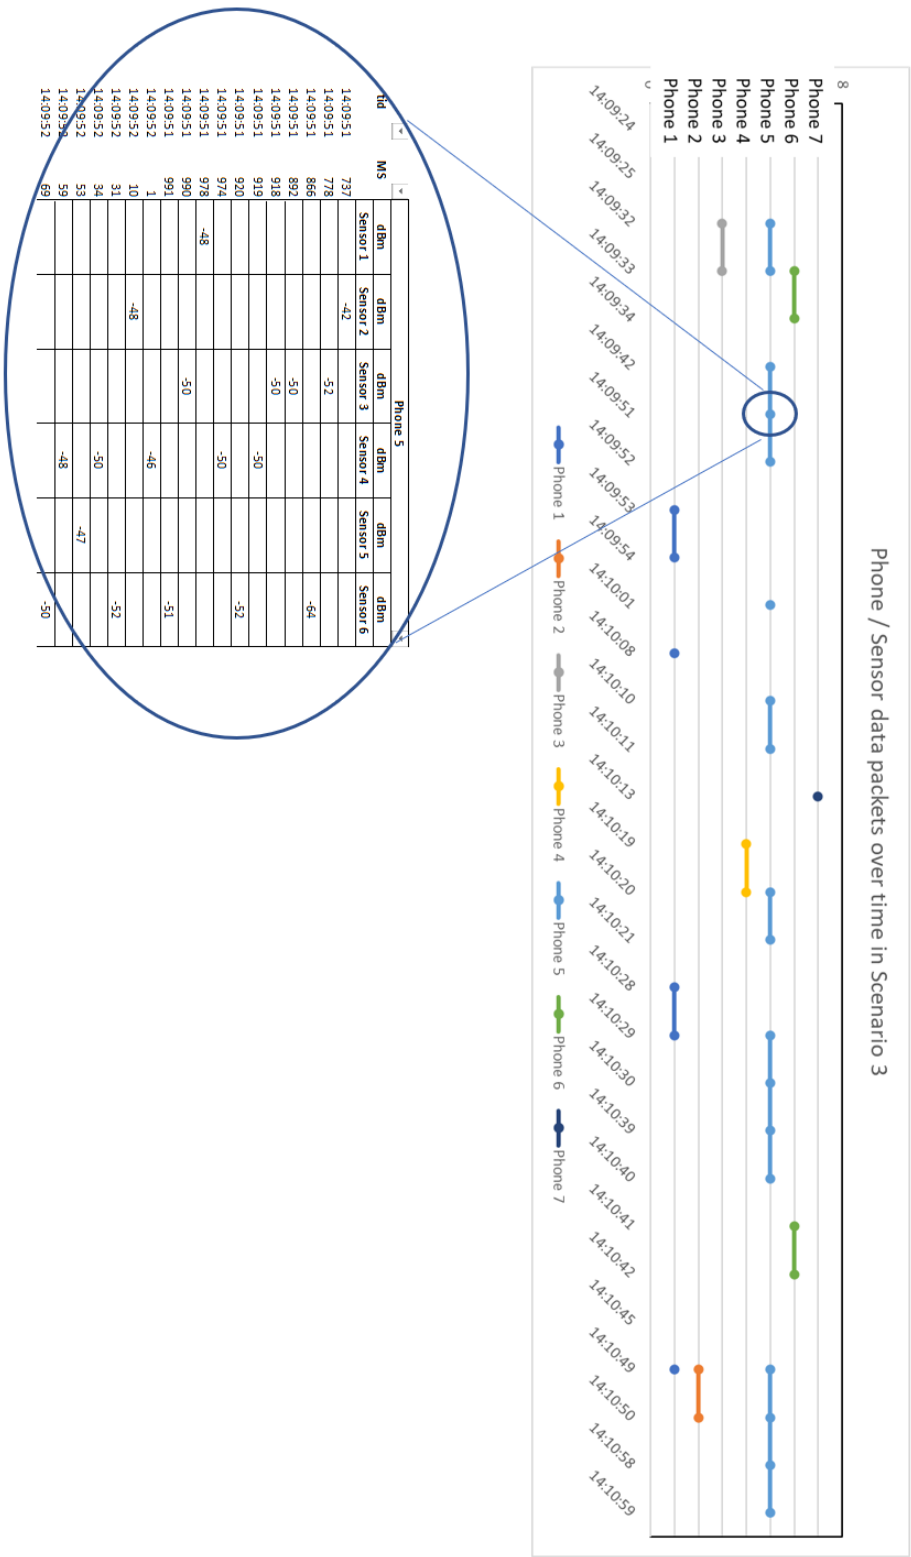 Phone / Sensor data packets over time in Scenario 3
8
Phone 7
Phone 6
Phone 5
Phone 4
Phone 3
Phone 2
Phone 1
14:09:24 14:09:25 14:09:32 14:09:33 14:09:34 14:09:42 14:09:51 14:09:52 14:09:53 14:09:54 14:10:01 14:10:08 14:10:10 14:10:11 14:10:13 14:10:19 14:10:20 14:10:21 14:10:28 14:10:29 14:10:30 14:10:39 14:10:40 14:10:41 14:10:42 14:10:45 14:10:49 14:10:50 14:10:58 14:10:59
Phone 1 Phone 2 Phone 3 Phone 4 Phone 5 Phone 6 Phone 7
Phone 5
tid MS dBm dBm dBm dBm dBm dBm
Sensor 1 Sensor 2 Sensor 3 Sensor 4 Sensor 5 Sensor 6
14:09:51 737 -42
14:09:51 778 -52
14:09:51 866 -64
14:09:51 892 -50
14:09:51 918 -50
14:09:51 919 -50
14:09:51 920 -52
14:09:51 974 -50
14:09:51 978 -48
14:09:51 990 -50
14:09:51 991 -51
14:09:52 1 -46
14:09:52 10 -48
14:09:52 31 -52
14:09:52 34 -50
14:09:52 53 -47
14:09:52 59 -48
14:09:52 69 -50